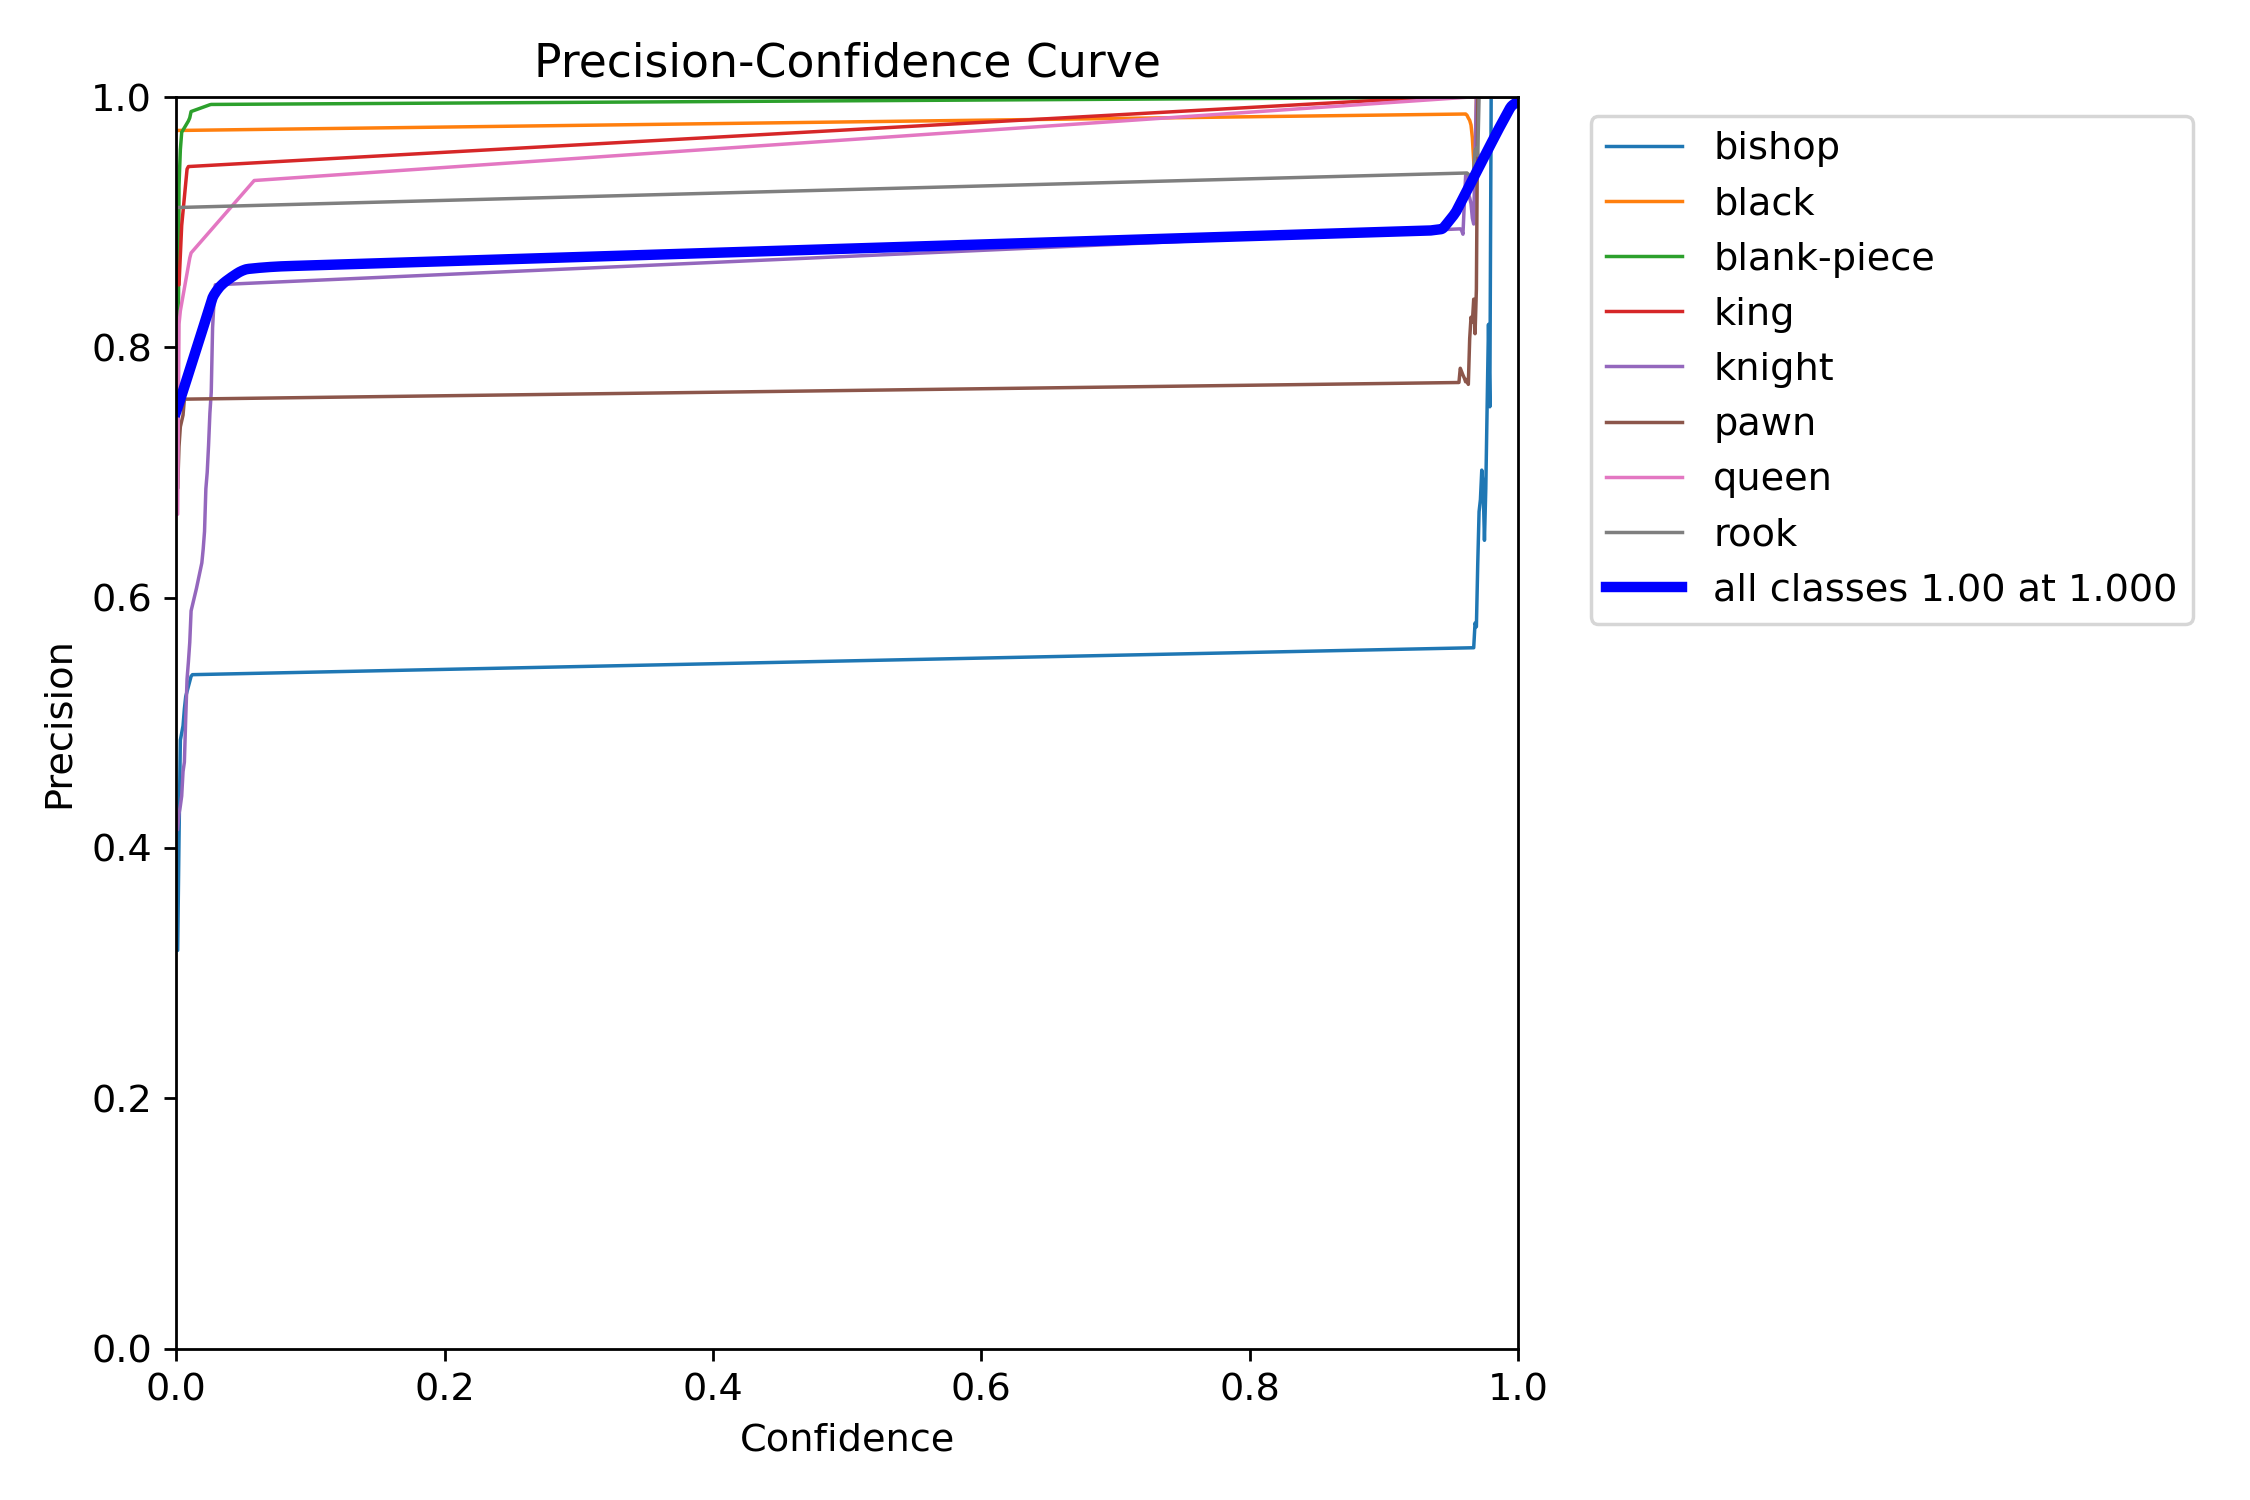 Precision-Confidence Curve
1.0
0.8
0.6
0.4
0.2
0.0
Precision
0.0 0.2 0.4 0.6 0.8 1.0
Confidence
bishop
black
blank-piece
king
knight
pawn
queen
rook
all classes 1.00 at 1.000